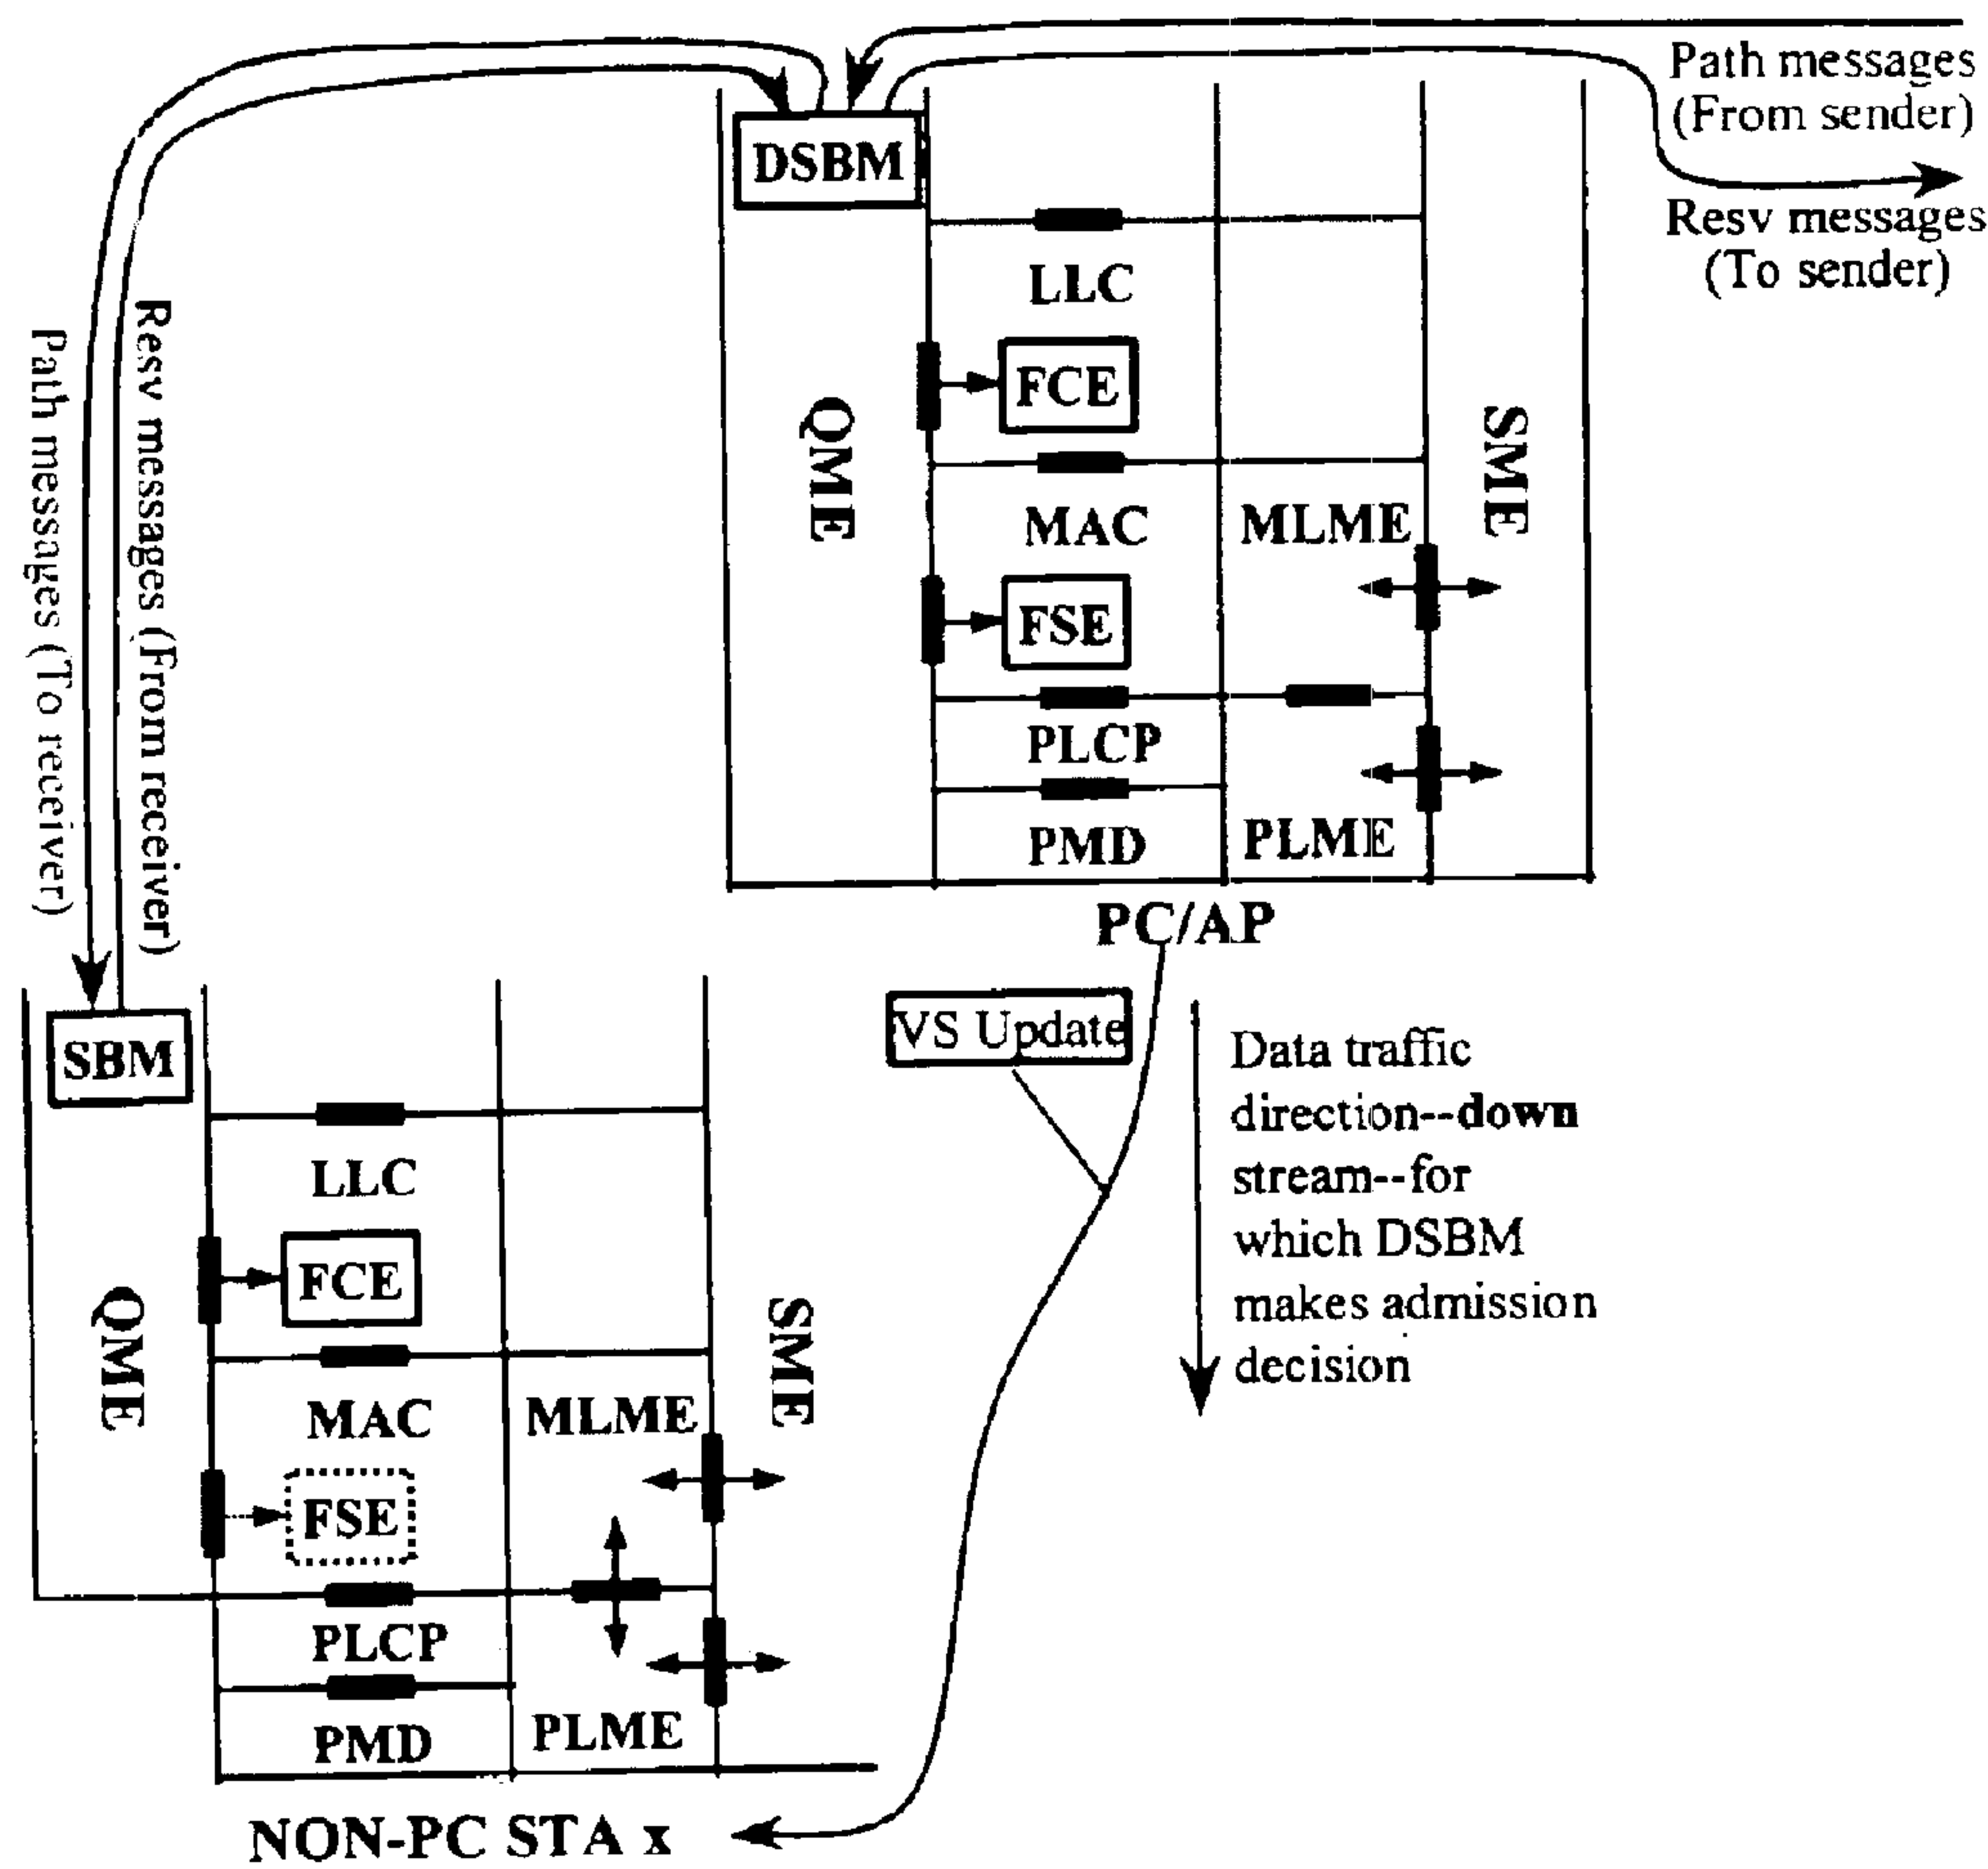 Path messages
(From sender)
DSBM
Resv messages
(To sender)
LLC
FCE
QME
SME
MAC
MLME
FSE
PLCP
PMD
PLME
PC/AP
Resv messages (From receiver)
Path messages (To receiver)
VS Update
Data traffic
direction--down
stream--for
which DSBM
makes admission
decision
SBM
LLC
FCE
QME
SME
MAC
MLME
FSE
PLCP
PMD
PLME
NON-PC STA x